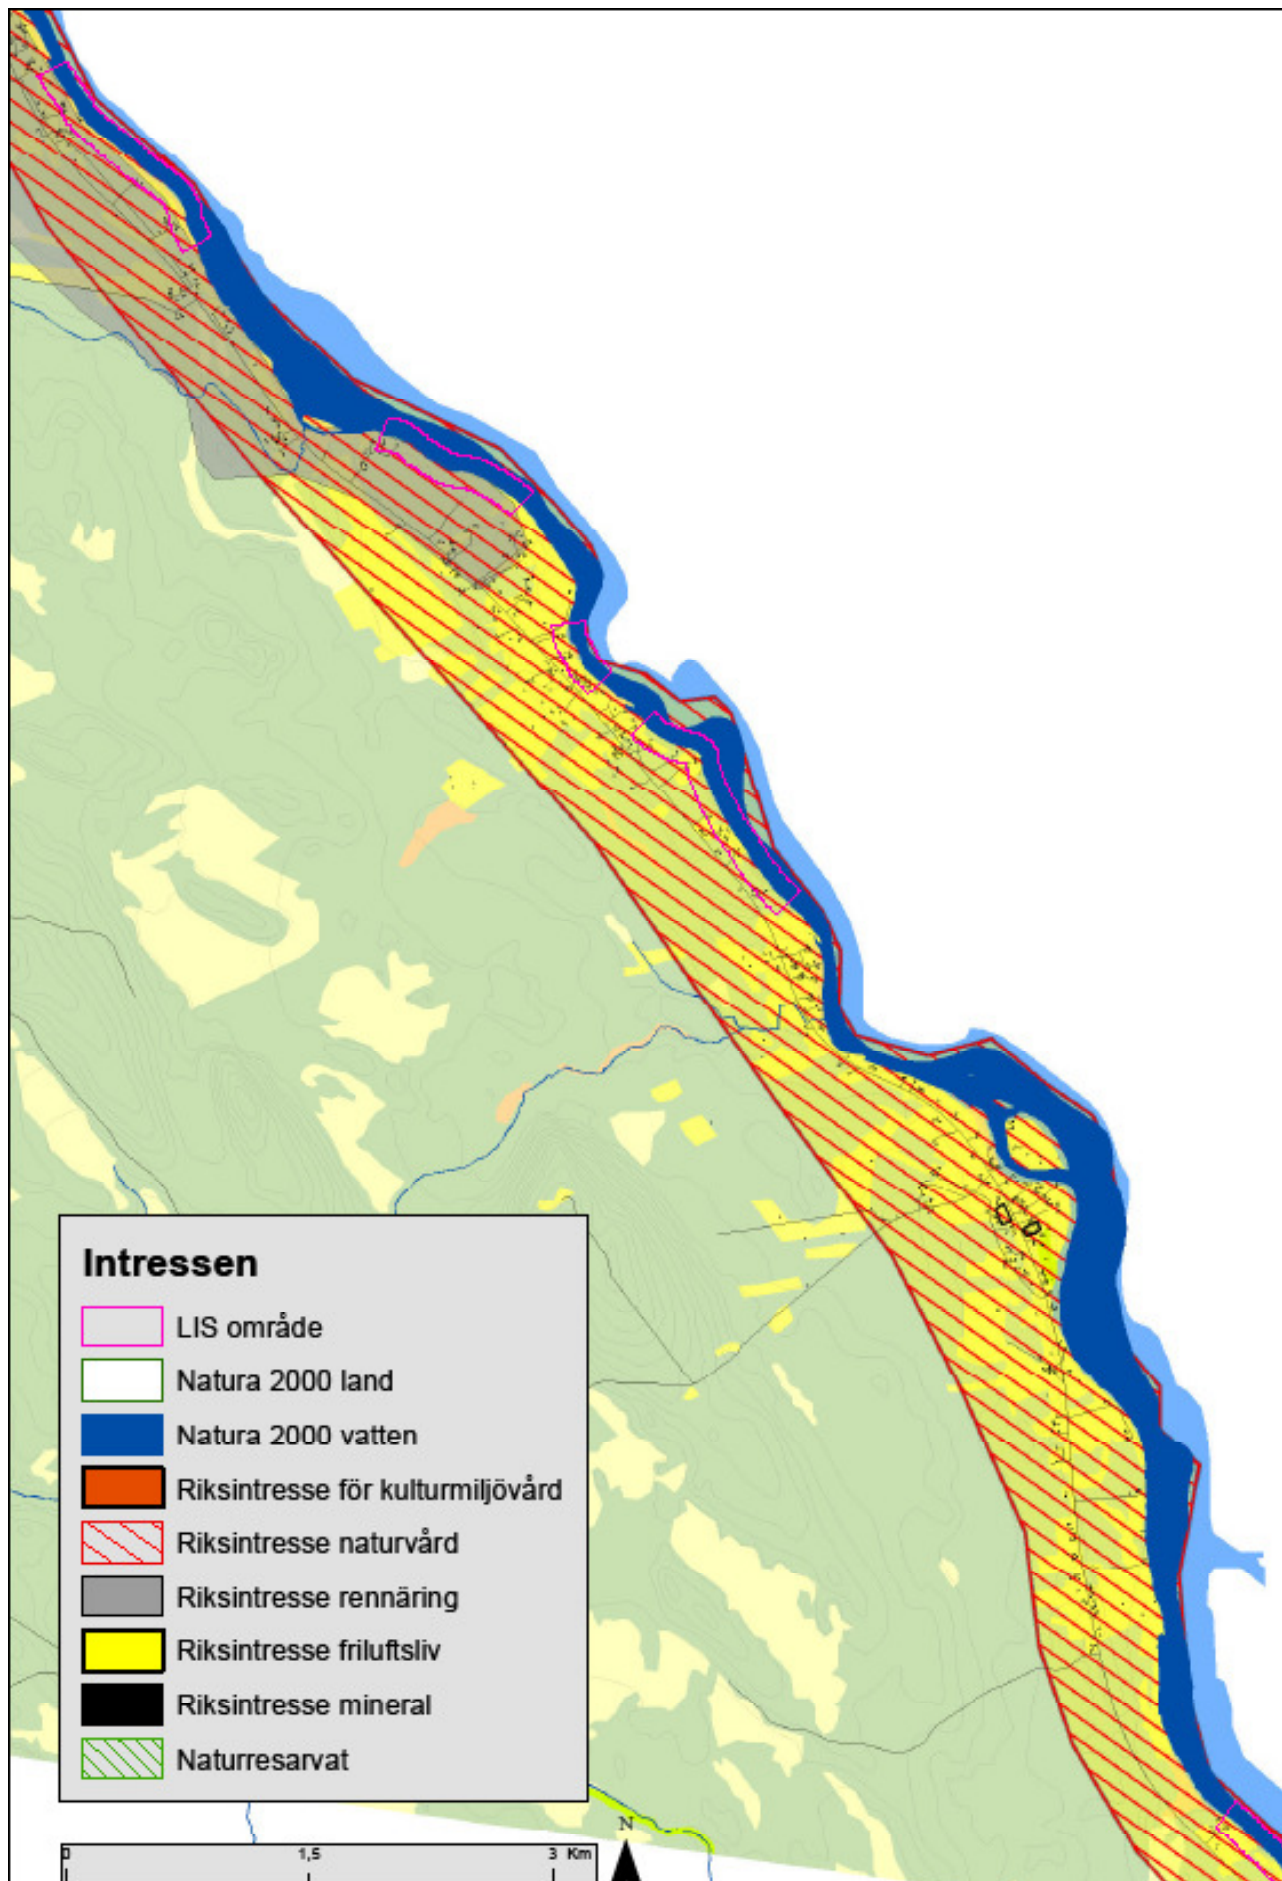 Intressen
LIS område
Natura 2000 land
Natura 2000 vatten
Riksintresse för kulturmiljövård
Riksintresse naturvård
Riksintresse rennäring
Riksintresse friluftsliv
Riksintresse mineral
Naturresarvat
N
0 1,5 3 Km